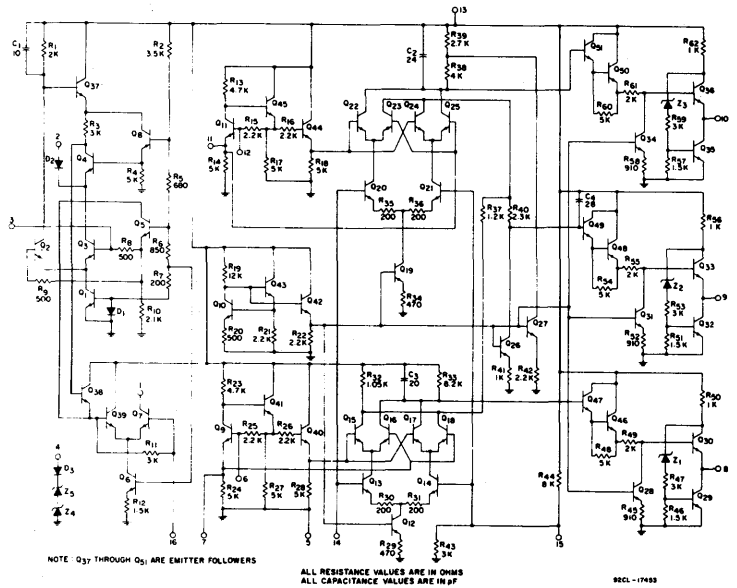 13
C1
10
R1
2K
R2
3.5K
Q37
R3
3K
Q8
2
D2
Q4
R4
5K
R5
680
3
Q5
Q2
Q3
R8
500
R6
850
R7
200
R9
500
Q1
D1
R10
2.1K
Q38
Q39
1
Q7
R11
3K
4
D3
Z5
Z4
Q6
R12
1.5K
16
R13
4.7K
Q45
Q11
R15
2.2K
R16
2.2K
Q44
11
12
R14
5K
R17
5K
R18
5K
R19
12K
Q43
Q10
Q42
R20
500
R21
2.2K
R22
2.2K
R23
4.7K
Q41
Q9
R25
2.2K
R26
2.2K
Q40
6
R24
5K
R27
5K
R28
5K
7
5
C2
24
R39
2.7K
R38
4K
Q22
Q23
Q24
Q25
Q20
Q21
R35
200
R36
200
R37
1.2K
R40
2.3K
Q19
R34
470
Q26
Q27
R41
1K
R42
2.2K
R32
1.05K
C3
20
R33
8.2K
Q15
Q16
Q17
Q18
Q13
Q14
R30
200
R31
200
Q12
R29
470
R43
3K
14
R44
8K
15
Q51
Q50
R61
2K
R60
5K
Q34
R58
910
R62
1K
Z3
Q36
R59
3K
10
R57
1.5K
Q35
C4
28
Q49
Q48
R55
2K
R54
5K
Q31
R52
910
R56
1K
Q33
Z2
R53
3K
9
R51
1.5K
Q32
Q47
Q46
R49
2K
R48
5K
Q28
R45
910
R50
1K
Q30
Z1
R47
3K
8
R46
1.5K
Q29
NOTE: Q37 THROUGH Q51 ARE EMITTER FOLLOWERS
ALL RESISTANCE VALUES ARE IN OHMS
ALL CAPACITANCE VALUES ARE IN pF
92CL-17453